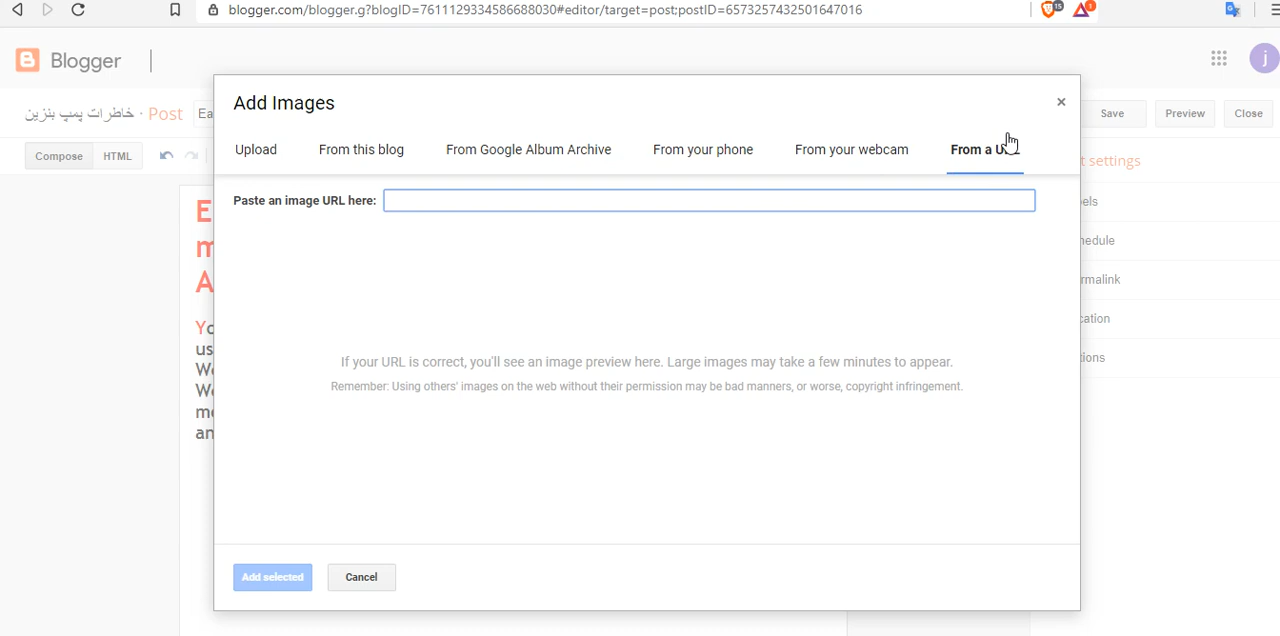 blogger.com/blogger.g?blogID=7611129334586688030#editor/target=post;postID=6573257432501647016
15
1
Blogger
j
خاطرات پمپ بنزین · Post
Save
Preview
Close
Compose
HTML
Add Images
×
Upload
From this blog
From Google Album Archive
From your phone
From your webcam
From a
Paste an image URL here:
If your URL is correct, you'll see an image preview here. Large images may take a few minutes to appear.
Remember: Using others' images on the web without their permission may be bad manners, or worse, copyright infringement.
Add selected
Cancel
settings